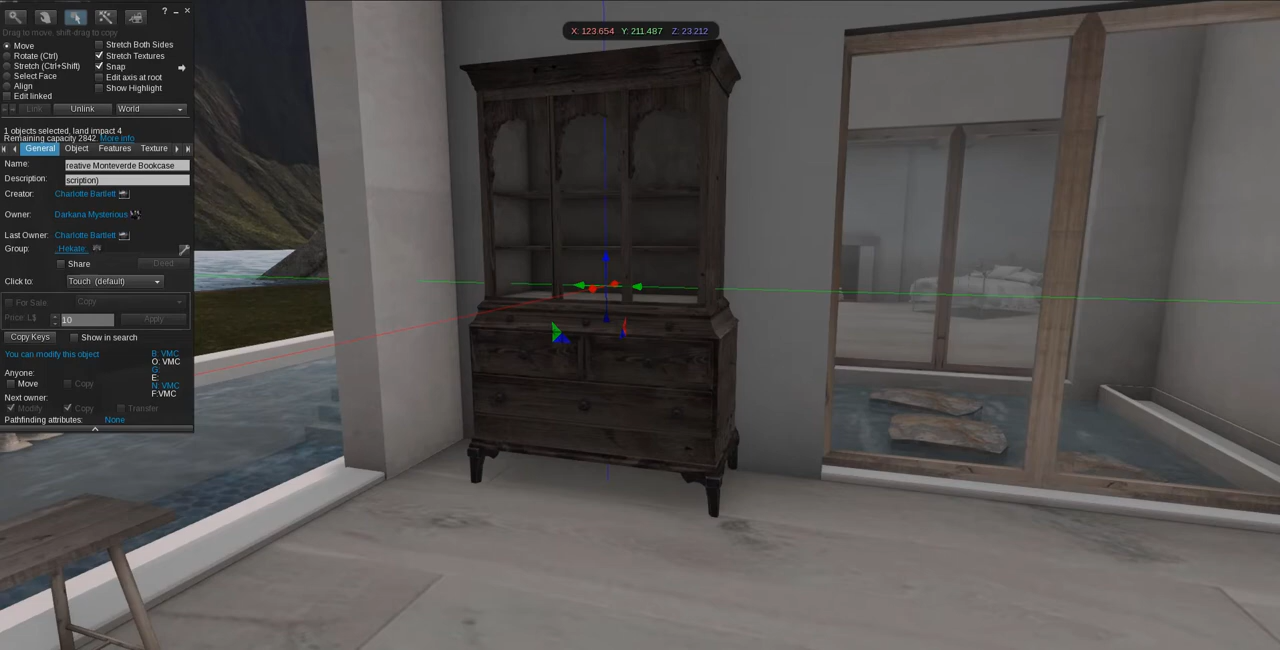 X: 123.654 Y: 211.487 Z: 23.212
? _ ×
Drag to move, shift-drag to copy
Move
Rotate (Ctrl)
Stretch (Ctrl+Shift)
Select Face
Align
Edit linked
Stretch Both Sides
Stretch Textures
Snap
Edit axis at root
Show Highlight
Link Unlink World
1 objects selected, land impact 4
Remaining capacity 2842. More info
General Object Features Texture
Name: reative Monteverde Bookcase
Description: scription)
Creator: Charlotte Bartlett
Owner: Darkana Mysterious
Last Owner: Charlotte Bartlett
Group: Hekate
Share Deed
Click to: Touch (default)
For Sale: Copy
Price: L$ 10 Apply
Copy Keys Show in search
You can modify this object
B: VMC
O: VMC
G:
E:
N: VMC
F:VMC
Anyone:
Move Copy
Next owner:
Modify Copy Transfer
Pathfinding attributes: None